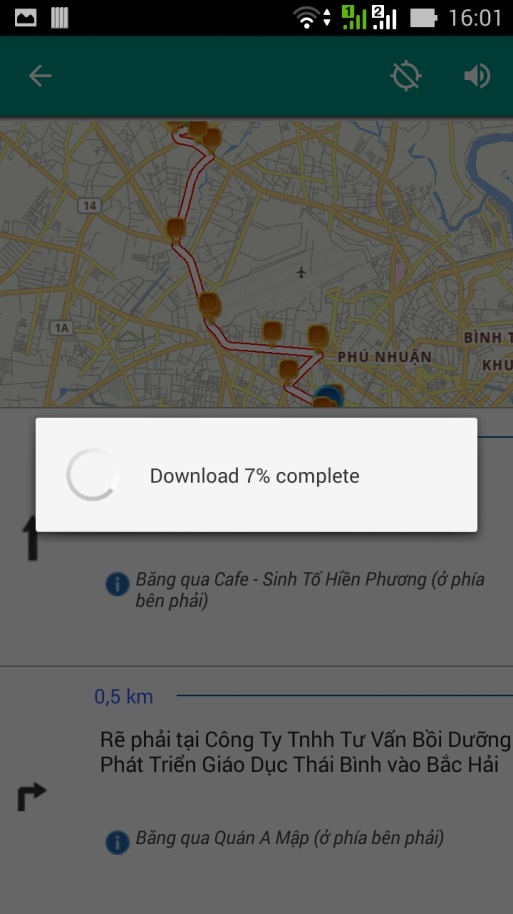 1 2 16:01
14
1A
BÌNH T
PHÚ NHUẬN
KHU
Download 7% complete
Băng qua Cafe - Sinh Tố Hiền Phương (ở phía
bên phải)
0,5 km
Rẽ phải tại Công Ty Tnhh Tư Vấn Bồi Dưỡng
Phát Triển Giáo Dục Thái Bình vào Bắc Hải
Băng qua Quán A Mập (ở phía bên phải)